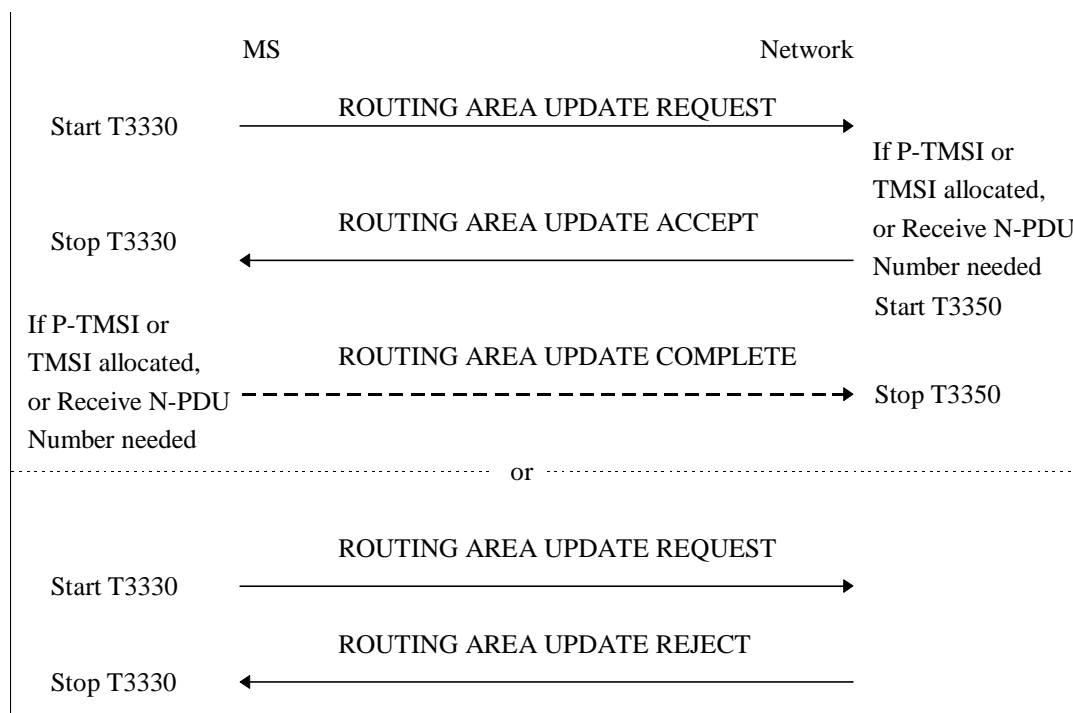 MS
Network
ROUTING AREA UPDATE REQUEST
Start T3330
If P-TMSI or
TMSI allocated,
or Receive N-PDU
Number needed
Start T3350
ROUTING AREA UPDATE ACCEPT
Stop T3330
If P-TMSI or
TMSI allocated,
or Receive N-PDU
Number needed
ROUTING AREA UPDATE COMPLETE
Stop T3350
or
ROUTING AREA UPDATE REQUEST
Start T3330
ROUTING AREA UPDATE REJECT
Stop T3330